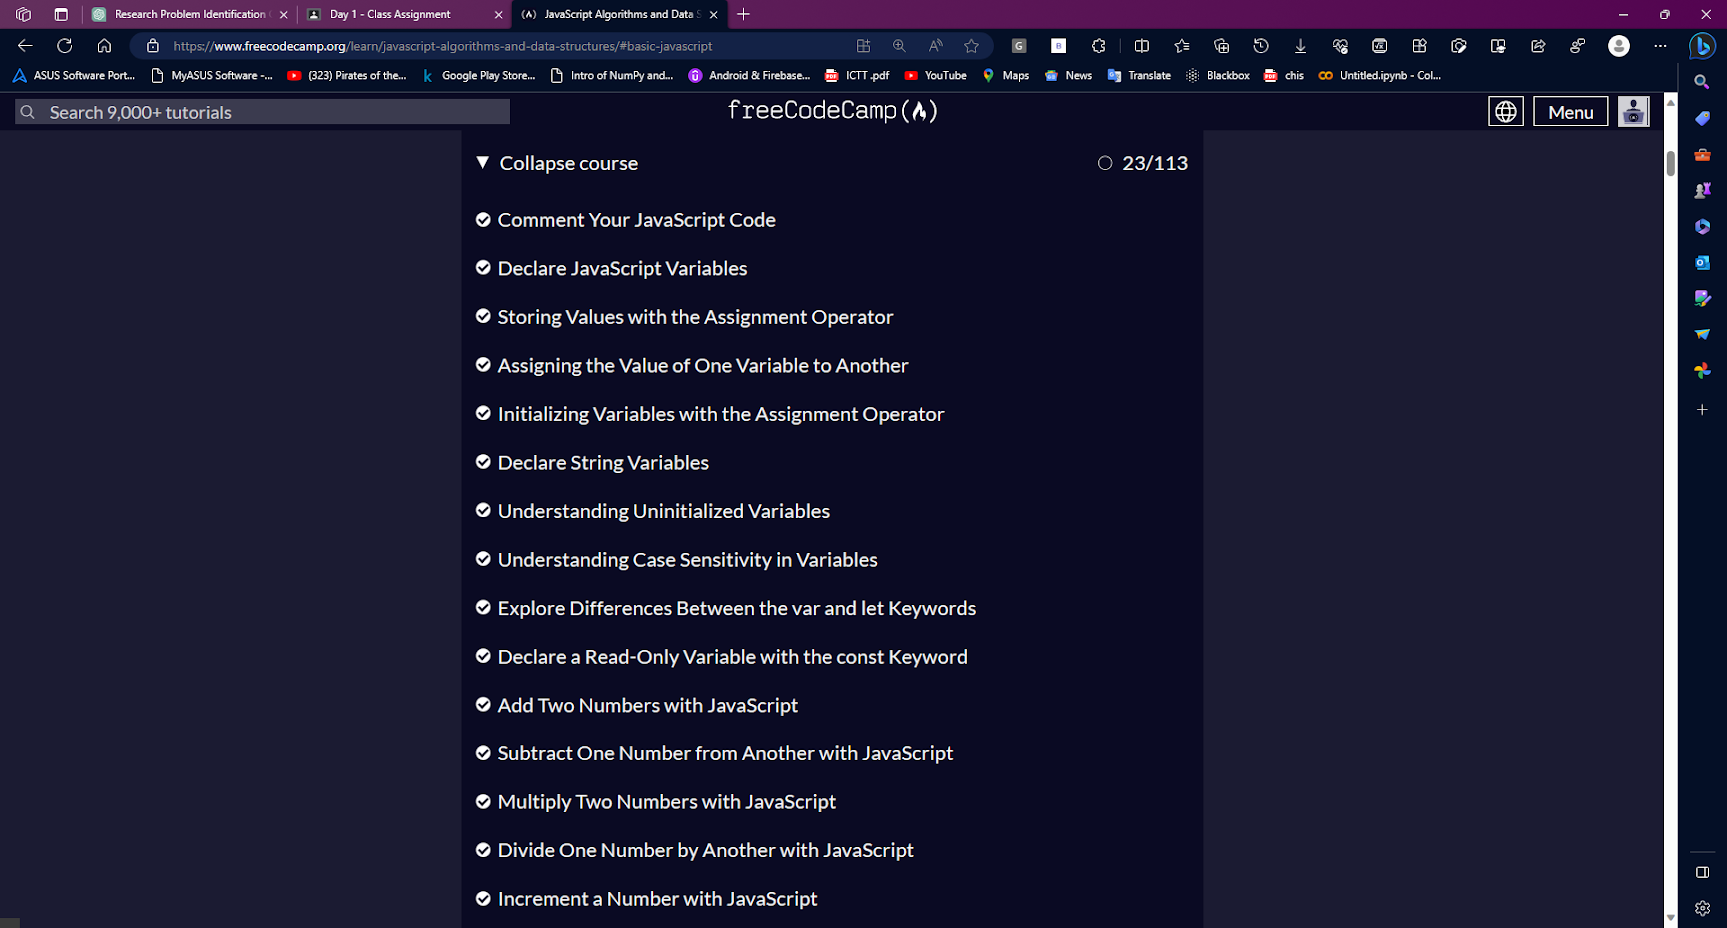 Research Problem Identification
Day 1 - Class Assignment
(A) JavaScript Algorithms and Data S
https://www.freecodecamp.org/learn/javascript-algorithms-and-data-structures/#basic-javascript
ASUS Software Port...
MyASUS Software -...
(323) Pirates of the...
Google Play Store...
Intro of NumPy and...
Android & Firebase...
ICTT .pdf
YouTube
Maps
News
Translate
Blackbox
chis
Untitled.ipynb - Col...
Search 9,000+ tutorials
freeCodeCamp
Menu
Collapse course
23/113
Comment Your JavaScript Code
Declare JavaScript Variables
Storing Values with the Assignment Operator
Assigning the Value of One Variable to Another
Initializing Variables with the Assignment Operator
Declare String Variables
Understanding Uninitialized Variables
Understanding Case Sensitivity in Variables
Explore Differences Between the var and let Keywords
Declare a Read-Only Variable with the const Keyword
Add Two Numbers with JavaScript
Subtract One Number from Another with JavaScript
Multiply Two Numbers with JavaScript
Divide One Number by Another with JavaScript
Increment a Number with JavaScript